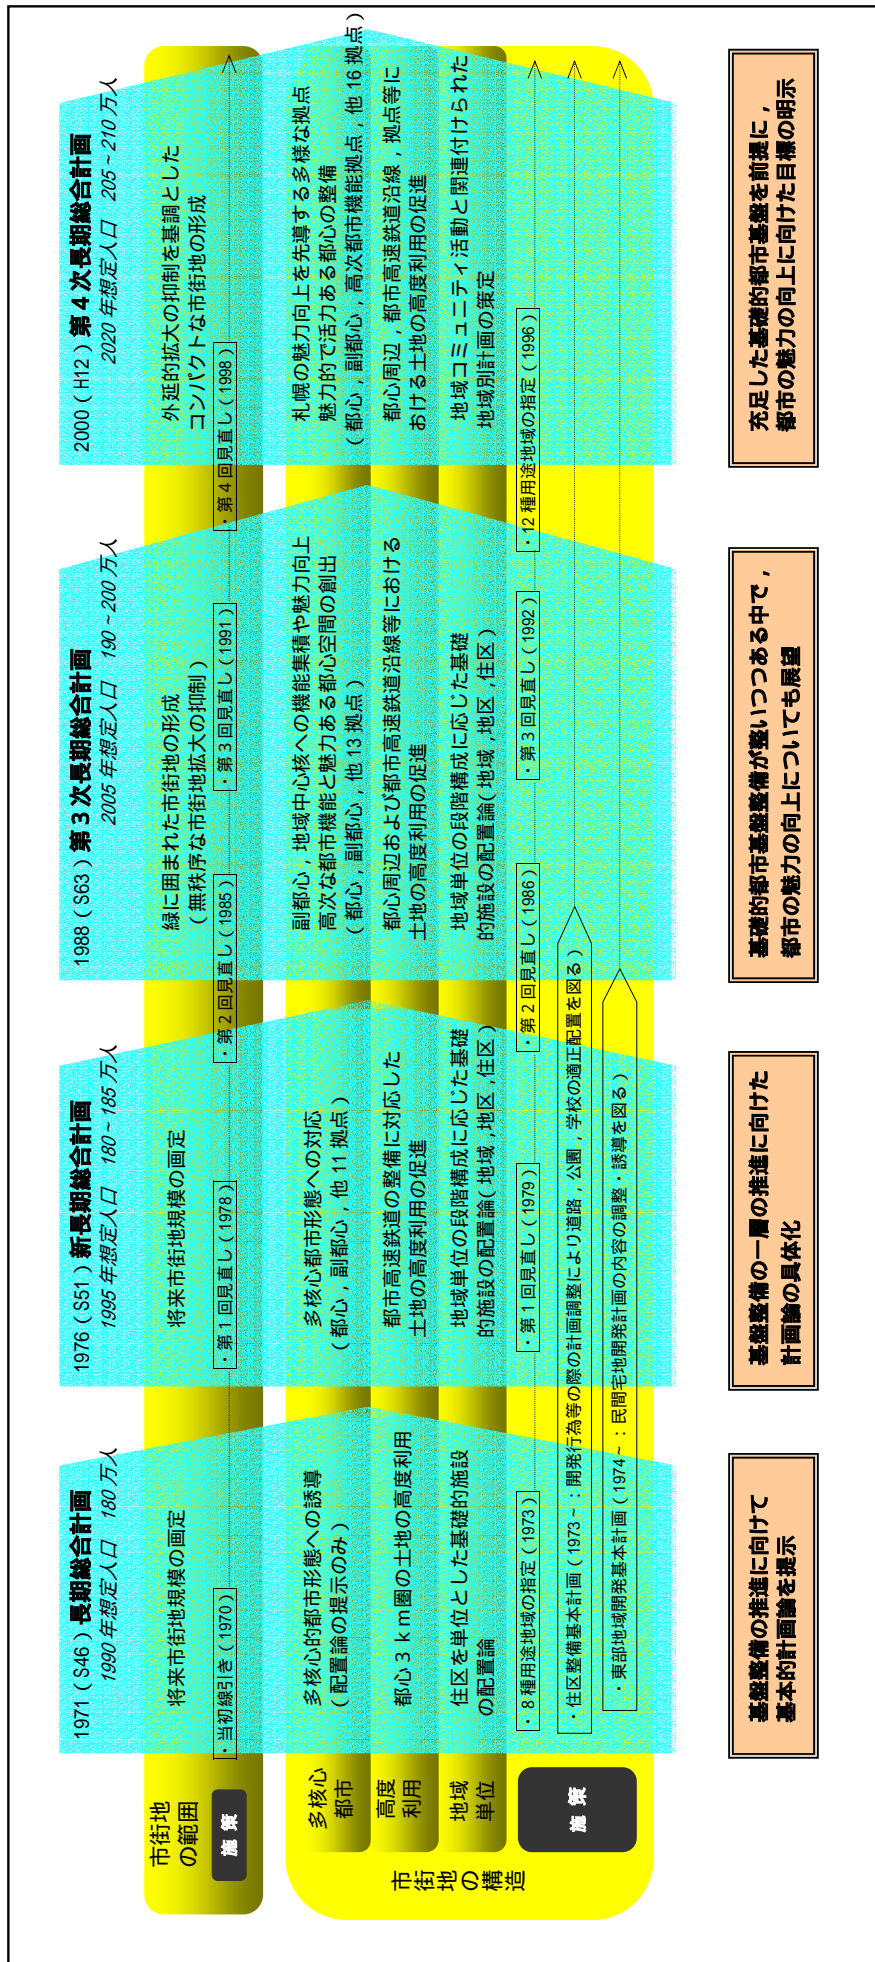 1971（S46）長期総合計画
1990 年想定人口　180 万人
1976（S51）新長期総合計画
1995 年想定人口　180～185 万人
1988（S63）第３次長期総合計画
2005 年想定人口　190～200 万人
2000（H12）第４次長期総合計画
2020 年想定人口　205～210 万人
市街地
の範囲
将来市街地規模の画定
将来市街地規模の画定
緑に囲まれた市街地の形成
（無秩序な市街地拡大の抑制）
外延的拡大の抑制を基調とした
コンパクトな市街地の形成
施 策
・当初線引き（1970）
・第１回見直し（1978）
・第２回見直し（1985）
・第３回見直し（1991）
・第４回見直し（1998）
市街地の構造
多核心
都市
多核心的都市形態への誘導
（配置論の提示のみ）
多核心都市形態への対応
（都心，副都心，他 11 拠点）
副都心，地域中心核への機能集積や魅力向上
高次な都市機能と魅力ある都心空間の創出
（都心，副都心，他 13 拠点）
札幌の魅力向上を先導する多様な拠点
魅力的で活力ある都心の整備
（都心，副都心，高次都市機能拠点，他 16 拠点）
高度
利用
都心３ｋｍ圏の土地の高度利用
都市高速鉄道の整備に対応した
土地の高度利用の促進
都心周辺および都市高速鉄道沿線等における
土地の高度利用の促進
都心周辺，都市高速鉄道沿線，拠点等に
おける土地の高度利用の促進
地域
単位
住区を単位とした基礎的施設
の配置論
地域単位の段階構成に応じた基礎
的施設の配置論（地域，地区，住区）
地域単位の段階構成に応じた基礎
的施設の配置論（地域，地区，住区）
地域コミュニティ活動と関連付けられた
地域別計画の策定
施 策
・８種用途地域の指定（1973）
・第１回見直し（1979）
・第２回見直し（1986）
・第３回見直し（1992）
・12 種用途地域の指定（1996）
・住区整備基本計画（1973～：開発行為等の際の計画調整により道路，公園，学校の適正配置を図る）
・東部地域開発基本計画（1974～：民間宅地開発計画の内容の調整・誘導を図る）
基盤整備の推進に向けて
基本的計画論を提示
基盤整備の一層の推進に向けた
計画論の具体化
基礎的都市基盤整備が整いつつある中で，
都市の魅力の向上についても展望
充足した基礎的都市基盤を前提に，
都市の魅力の向上に向けた目標の明示